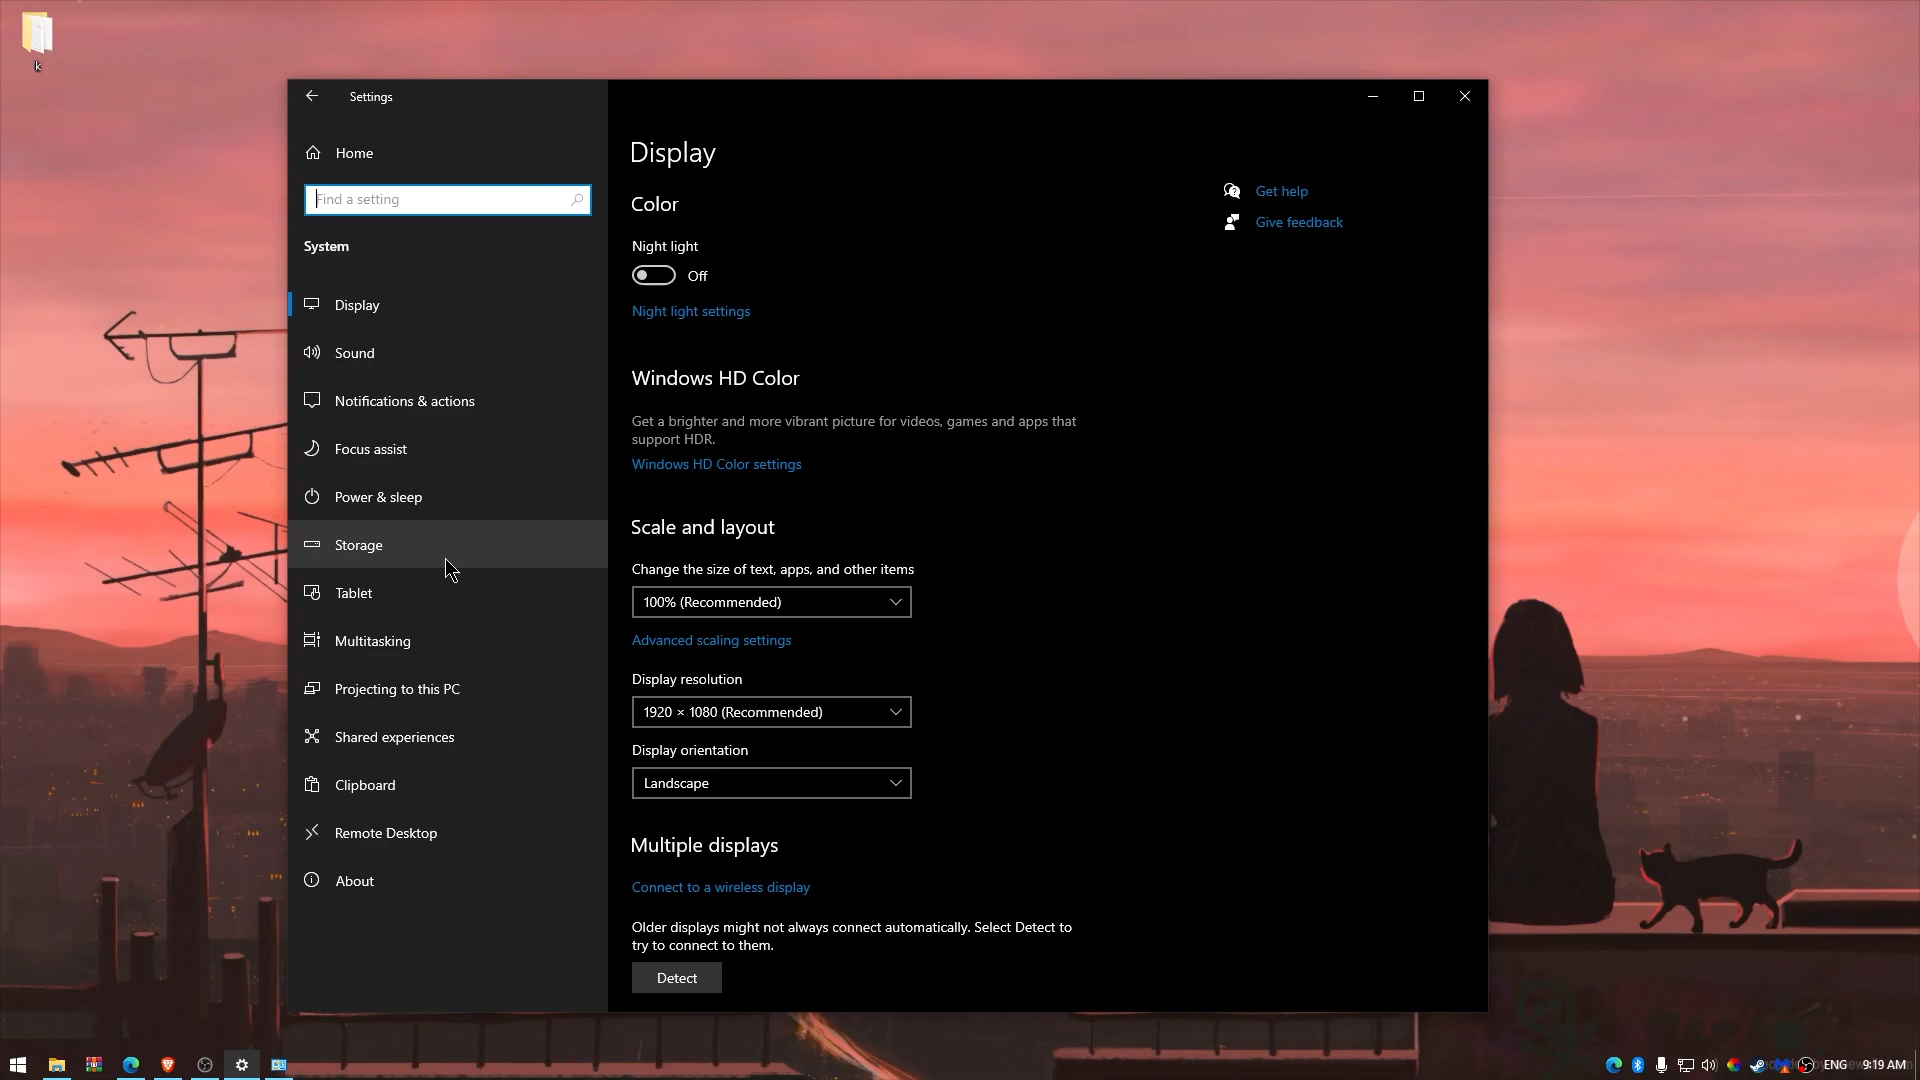 k
Settings
Home
Find a setting
System
Display
Sound
Notifications & actions
Focus assist
Power & sleep
Storage
Tablet
Multitasking
Projecting to this PC
Shared experiences
Clipboard
Remote Desktop
About
Display
Color
Night light
Off
Night light settings
Windows HD Color
Get a brighter and more vibrant picture for videos, games and apps that
support HDR.
Windows HD Color settings
Scale and layout
Change the size of text, apps, and other items
100% (Recommended)
Advanced scaling settings
Display resolution
1920 × 1080 (Recommended)
Display orientation
Landscape
Multiple displays
Connect to a wireless display
Older displays might not always connect automatically. Select Detect to
try to connect to them.
Detect
Get help
Give feedback
ENG
9:19 AM